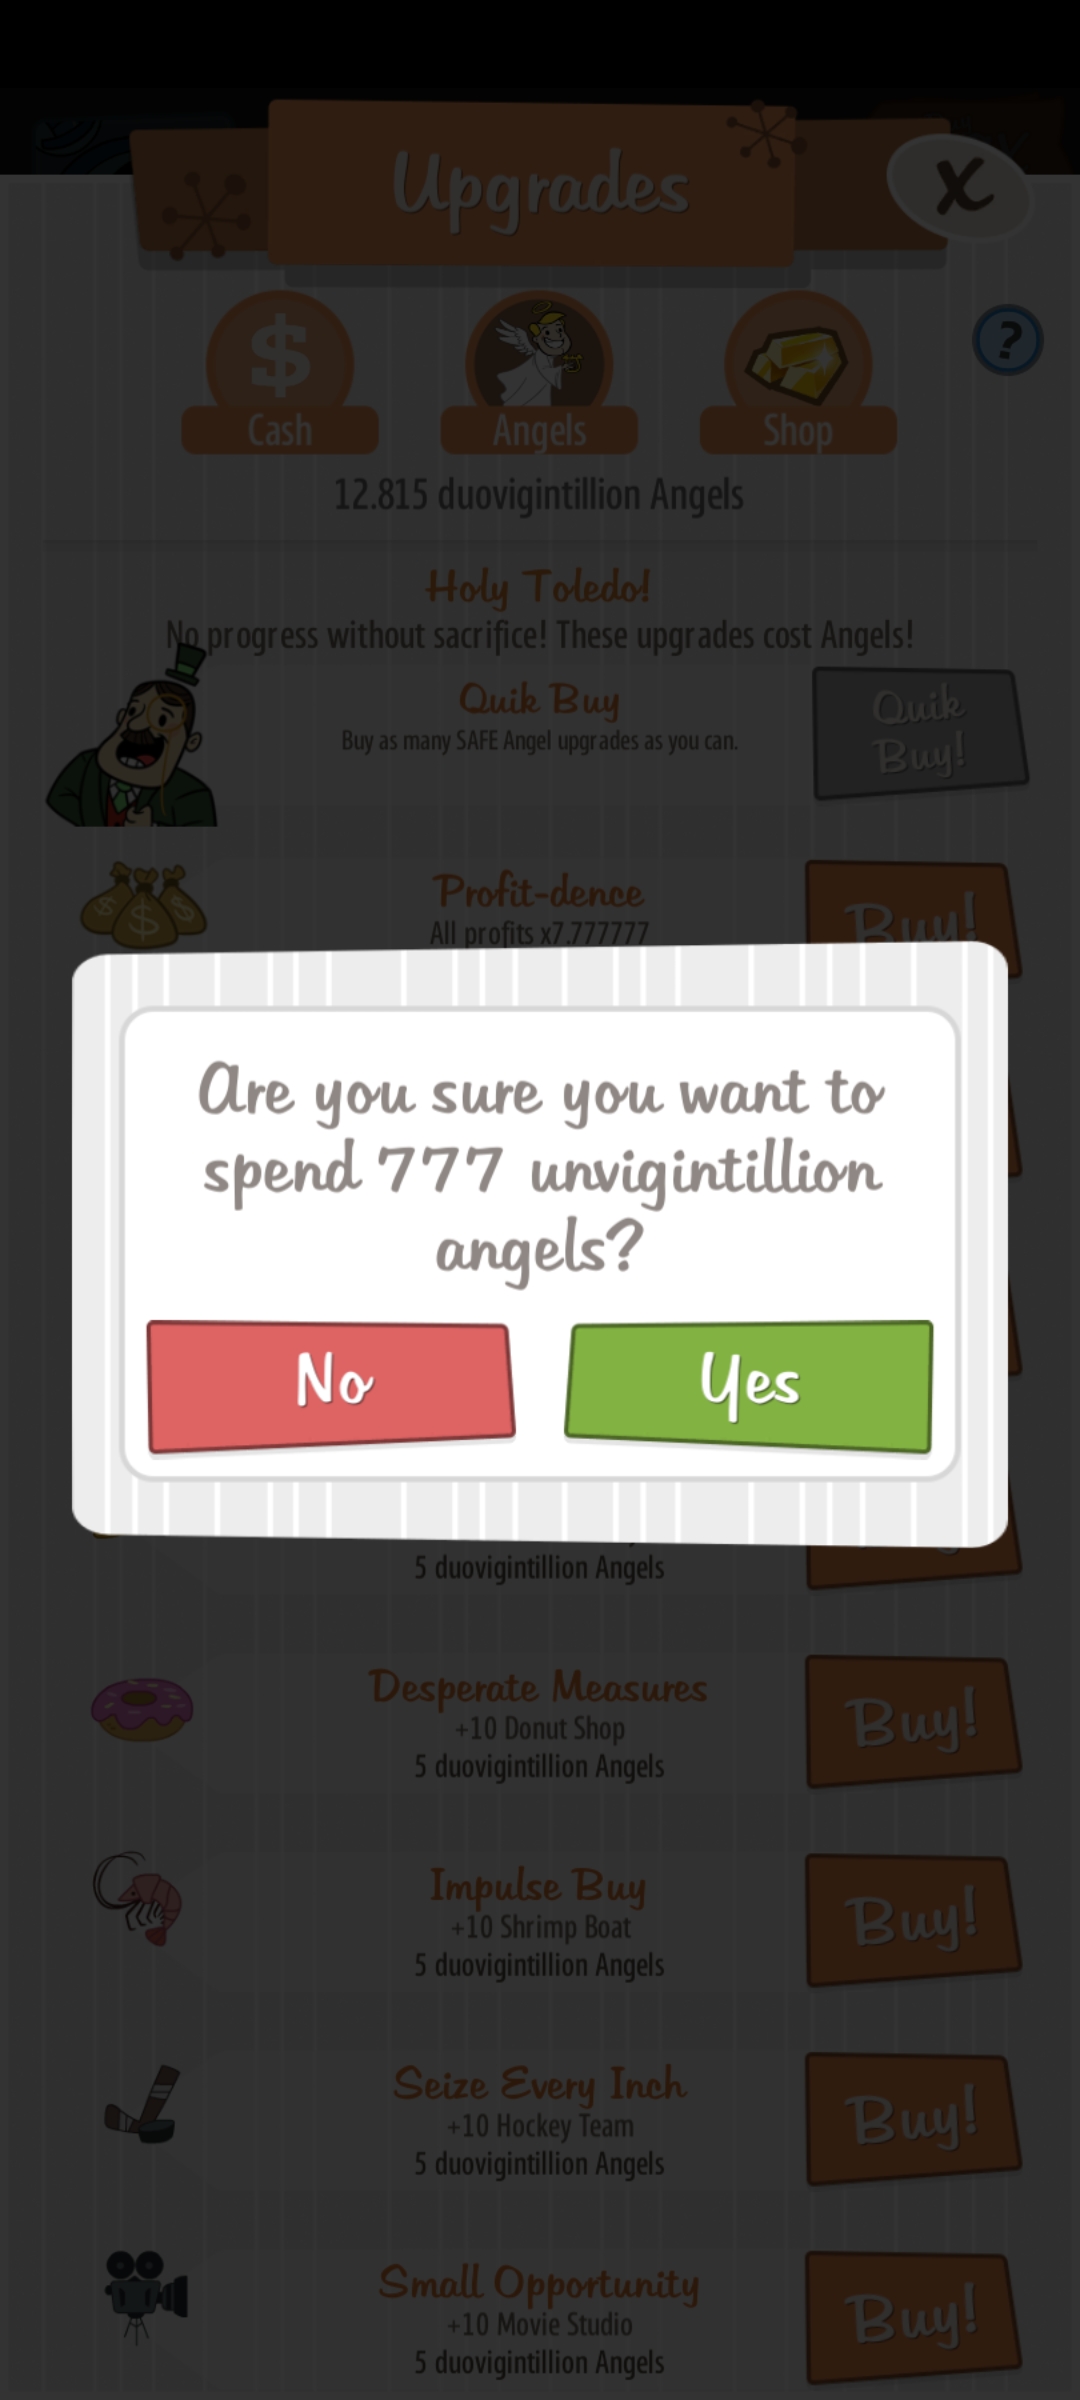 Upgrades
X
$
?
Cash
Angels
Shop
12.815 duovigintillion Angels
Holy Toledo!
No progress without sacrifice! These upgrades cost Angels!
Quik Buy
Buy as many SAFE Angel upgrades as you can.
Quik
Buy!
Profit-dence
All profits x7.777777
Buy!
Are you sure you want to
spend 777 unvigintillion
angels?
No
Yes
5 duovigintillion Angels
Desperate Measures
+10 Donut Shop
5 duovigintillion Angels
Buy!
Impulse Buy
+10 Shrimp Boat
5 duovigintillion Angels
Buy!
Seize Every Inch
+10 Hockey Team
5 duovigintillion Angels
Buy!
Small Opportunity
+10 Movie Studio
5 duovigintillion Angels
Buy!